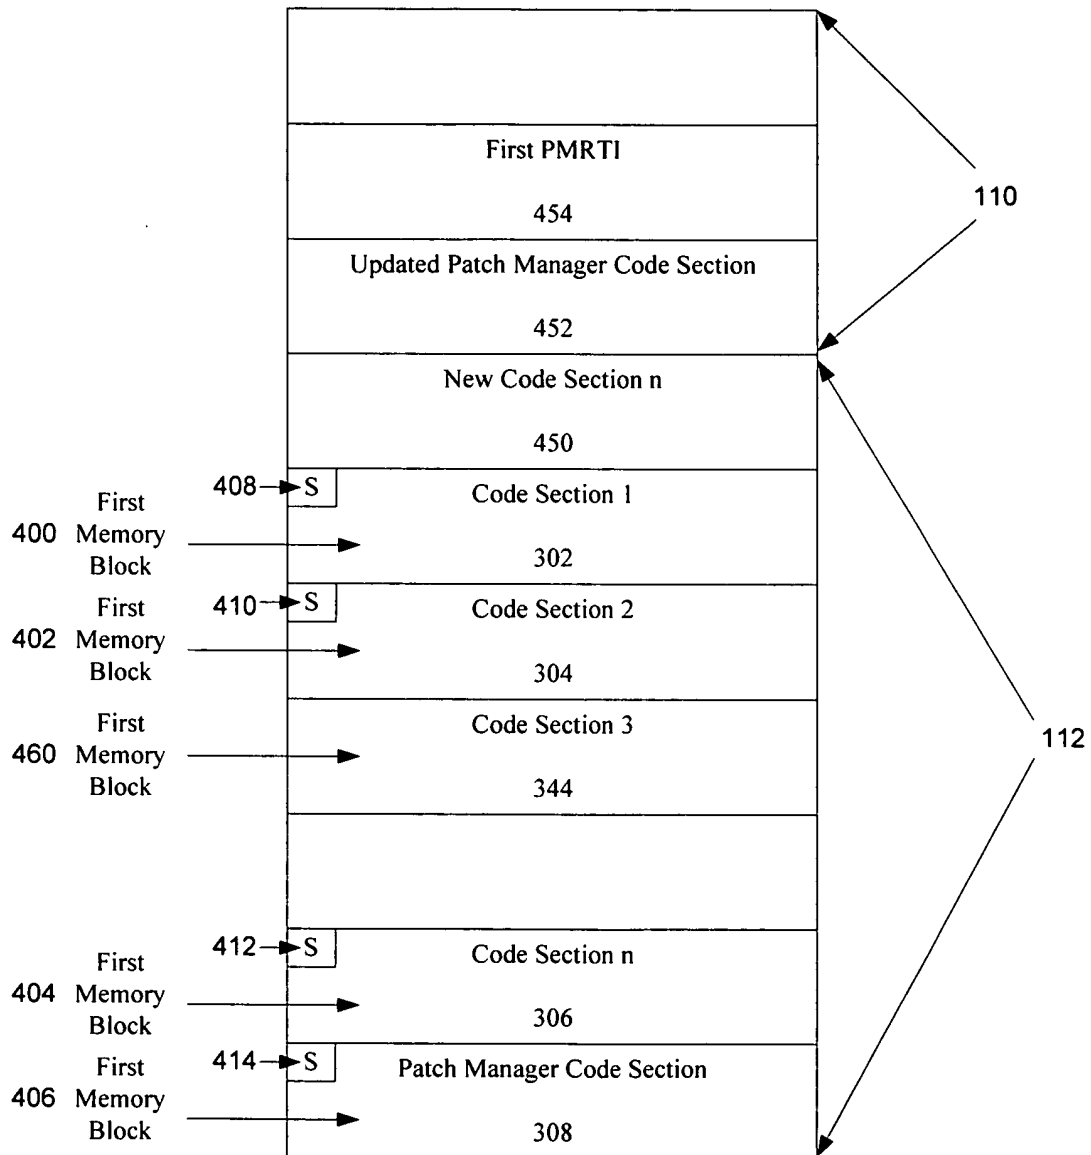 First PMRTI
454
110
Updated Patch Manager Code Section
452
New Code Section n
450
408 S Code Section 1
400 First Memory Block
302
410 S Code Section 2
402 First Memory Block
304
Code Section 3
460 First Memory Block
344
112
412 S Code Section n
404 First Memory Block
306
414 S Patch Manager Code Section
406 First Memory Block
308